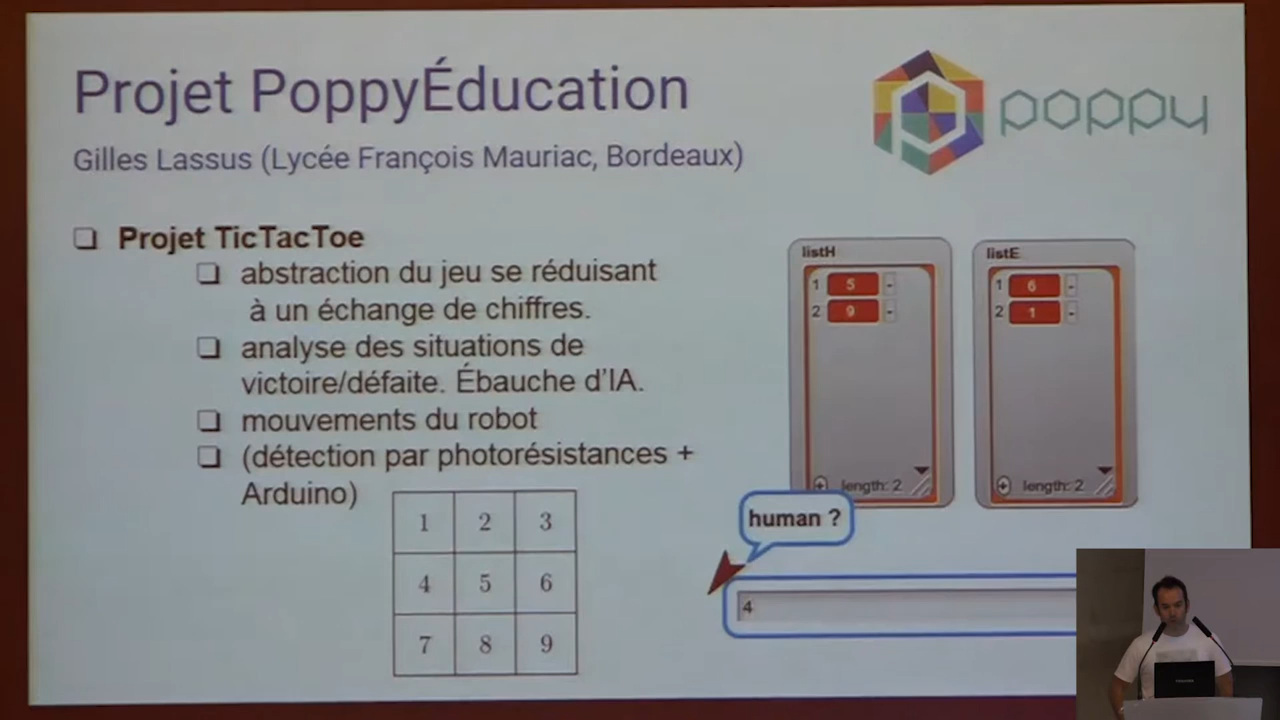 Projet PoppyÉducation
poppy
Gilles Lassus (Lycée François Mauriac, Bordeaux)
❑ Projet TicTacToe
❑ abstraction du jeu se réduisant
à un échange de chiffres.
❑ analyse des situations de
victoire/défaite. Ébauche d'IA.
❑ mouvements du robot
❑ (détection par photorésistances +
Arduino)
1 2 3
4 5 6
7 8 9
listH
1 5 -
2 9 -
+ length: 2
listE
1 6 -
2 1 -
+ length: 2
human ?
4